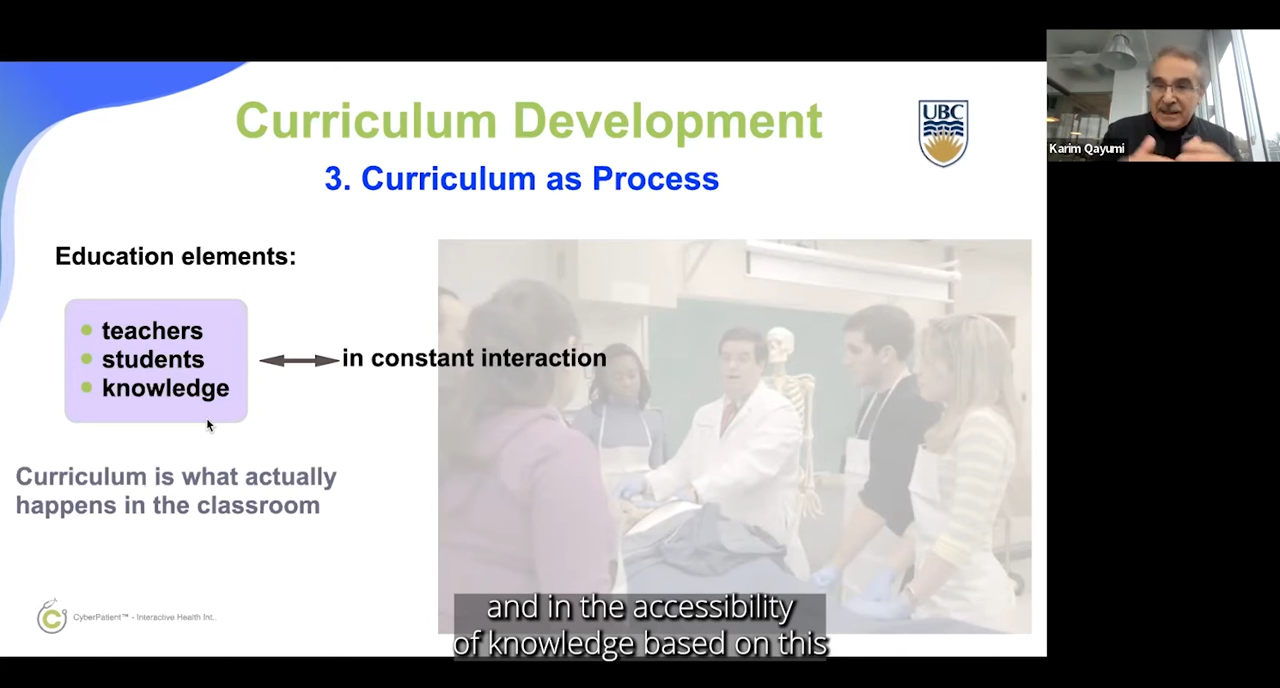 Curriculum Development
UBC
Karim Qayumi
3. Curriculum as Process
Education elements:
teachers
students
knowledge
in constant interaction
Curriculum is what actually
happens in the classroom
CyberPatient™ - Interactive Health Int..
and in the accessibility
of knowledge based on this